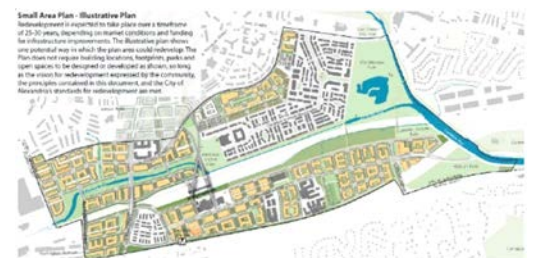 Small Area Plan - Illustrative Plan
Redevelopment is expected to take place over a timeframe
of 25-30 years, depending on market conditions and funding
for infrastructure improvements. The illustrative plan shows
one potential way in which the plan area could redevelop. The
Plan does not require building locations, footprints, parks and
open spaces to be designed or developed as shown, so long
as the vision for redevelopment expressed by the community,
the principles contained in this document, and the City of
Alexandria's standards for redevelopment are met.